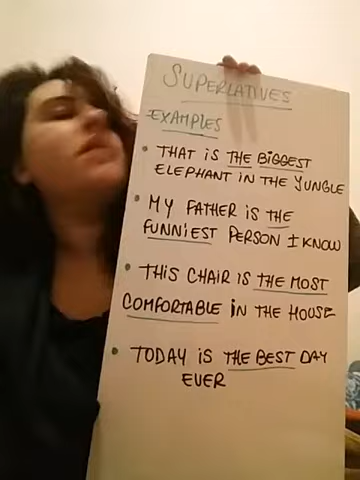 SUPERLATIVES
EXAMPLES
• THAT IS THE BIGGEST
ELEPHANT IN THE YUNGLE
• MY FATHER IS THE
FUNNIEST PERSON I KNOW
• THIS CHAIR IS THE MOST
COMFORTABLE IN THE HOUSE
• TODAY IS THE BEST DAY
EVER